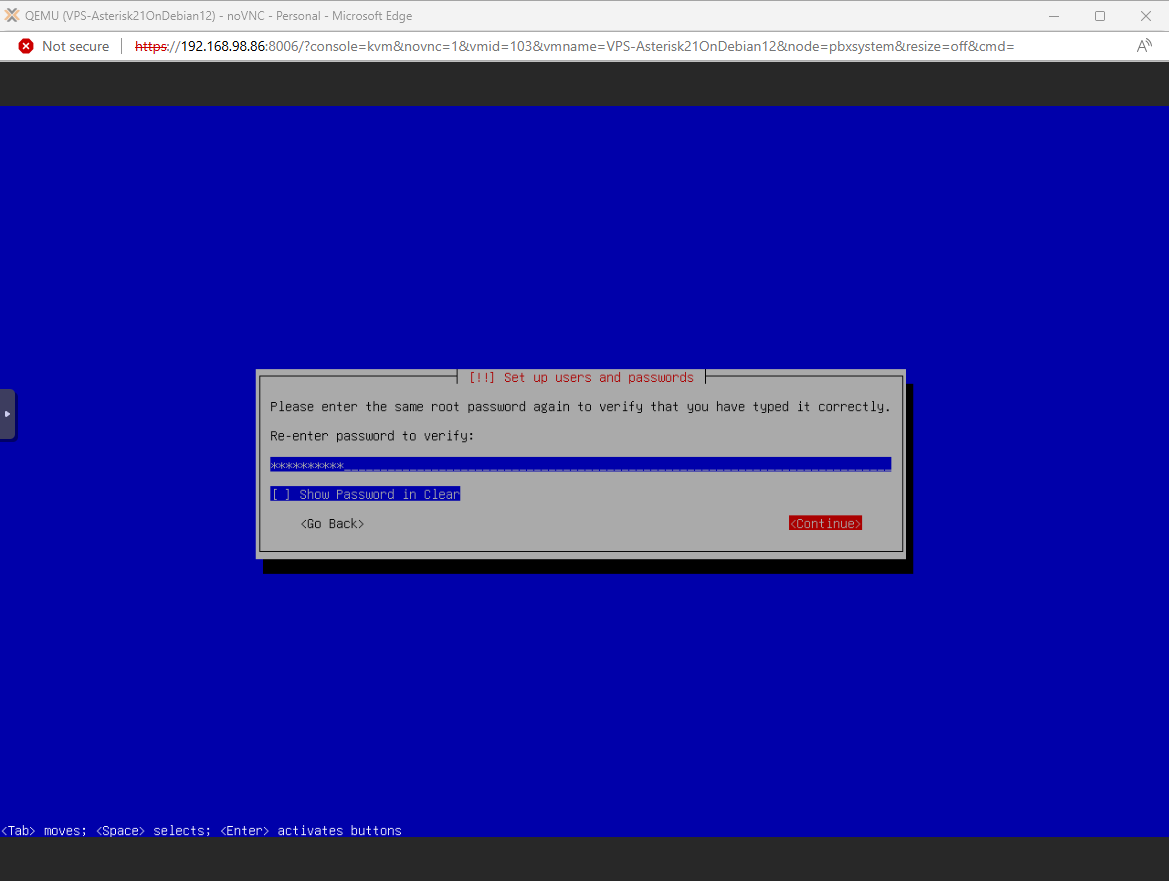 QEMU (VPS-Asterisk21OnDebian12) - noVNC - Personal - Microsoft Edge
Not secure | https://192.168.98.86:8006/?console=kvm&novnc=1&vmid=103&vmname=VPS-Asterisk21OnDebian12&node=pbxsystem&resize=off&cmd=
[!!] Set up users and passwords
Please enter the same root password again to verify that you have typed it correctly.
Re-enter password to verify:
**********
[ ] Show Password in Clear
<Go Back> <Continue>
<Tab> moves; <Space> selects; <Enter> activates buttons